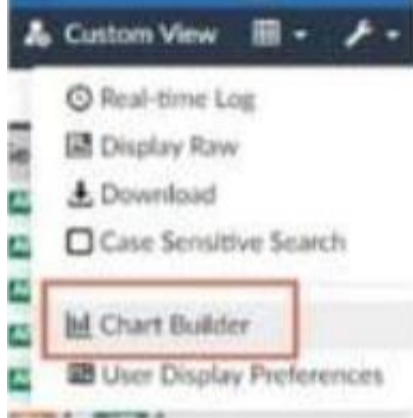 Custom View
Real-time Log
Display Raw
Download
Case Sensitive Search
Chart Builder
User Display Preferences